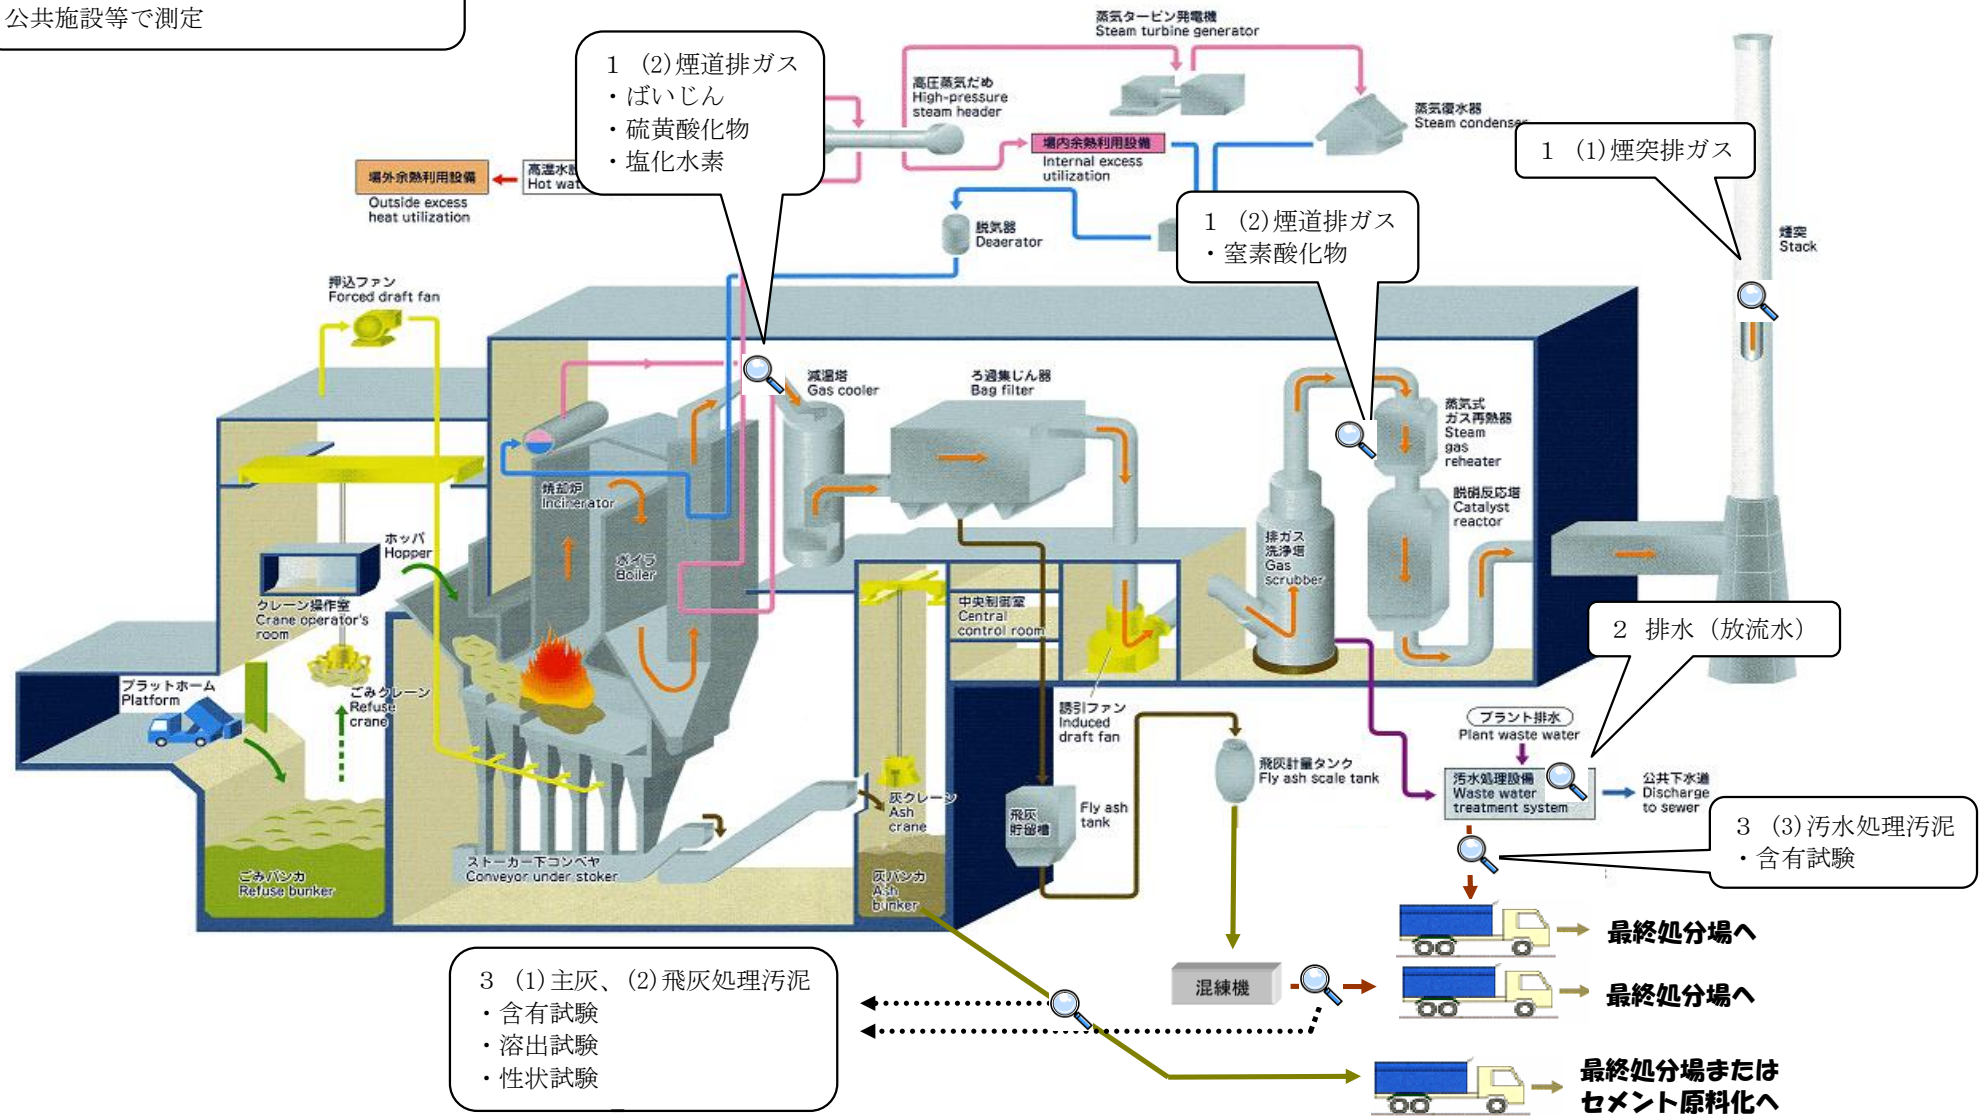 公共施設等で測定
1 (2)煙道排ガス
・ばいじん
・硫黄酸化物
・塩化水素
蒸気タービン発電機
Steam turbine generator
高圧蒸気だめ
High-pressure
steam header
蒸気復水器
Steam condenser
場内余熱利用設備
Internal excess
utilization
1 (1)煙突排ガス
場外余熱利用設備
Outside excess
heat utilization
高温水
Hot wat
脱気器
Deaerator
1 (2)煙道排ガス
・窒素酸化物
煙突
Stack
押込ファン
Forced draft fan
減温塔
Gas cooler
ろ過集じん器
Bag filter
蒸気式
ガス再熱器
Steam
gas
reheater
焼却炉
Incinerator
脱硝反応塔
Catalyst
reactor
ホッパ
Hopper
ボイラ
Boiler
排ガス
洗浄塔
Gas
scrubber
クレーン操作室
Crane operator's
room
中央制御室
Central
control room
2 排水（放流水）
プラットホーム
Platform
ごみクレーン
Refuse
crane
誘引ファン
Induced
draft fan
プラント排水
Plant waste water
飛灰計量タンク
Fly ash scale tank
汚水処理設備
Waste water
treatment system
公共下水道
Discharge
to sewer
灰クレーン
Ash
crane
飛灰
貯留槽
Fly ash
tank
3 (3)汚水処理汚泥
・含有試験
ストーカー下コンベヤ
Conveyor under stoker
ごみバンカ
Refuse bunker
灰バンカ
Ash
bunker
最終処分場へ
3 (1)主灰、(2)飛灰処理汚泥
・含有試験
・溶出試験
・性状試験
混練機
最終処分場へ
最終処分場または
セメント原料化へ